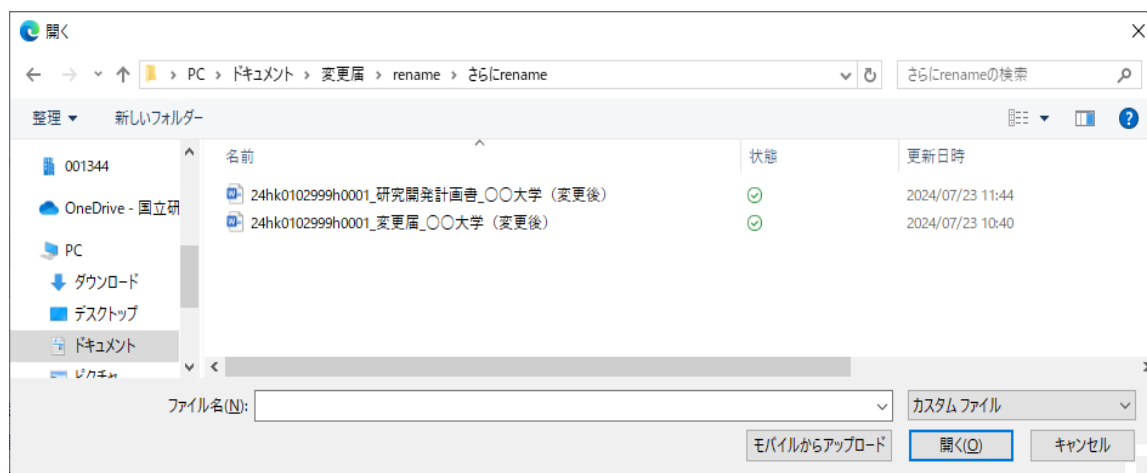 開く
PC › ドキュメント › 変更届 › rename › さらにrename
さらにrenameの検索
整理 新しいフォルダー
名前 状態 更新日時
001344
OneDrive - 国立研
PC
ダウンロード
デスクトップ
ドキュメント
ピクチャ
24hk0102999h0001_研究開発計画書_〇〇大学（変更後） 2024/07/23 11:44
24hk0102999h0001_変更届_〇〇大学（変更後） 2024/07/23 10:40
ファイル名(N): カスタム ファイル
モバイルからアップロード 開く(O) キャンセル